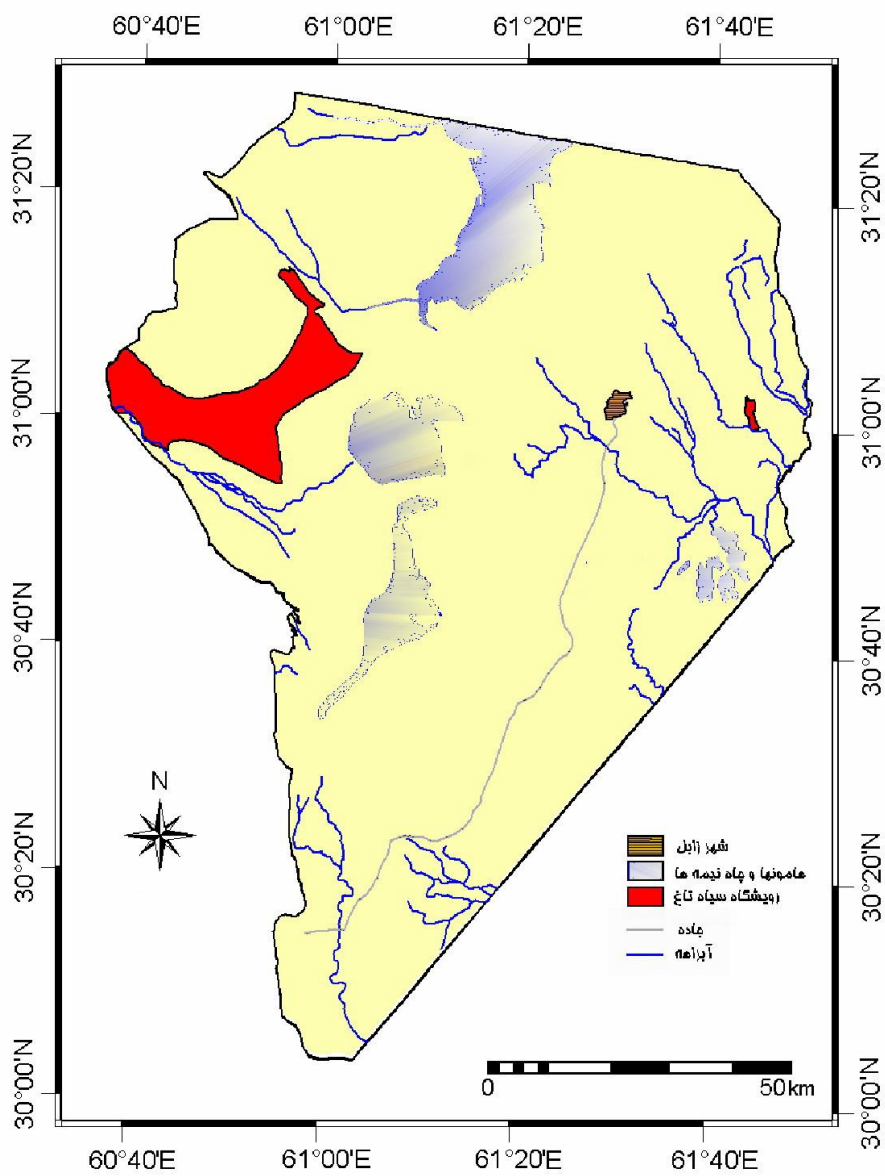 60°40'E 61°00'E 61°20'E 61°40'E
31°20'N 31°20'N
31°00'N 31°00'N
30°40'N 30°40'N
N
30°20'N 30°20'N
شهر زابل
هامونها و چاه نیمه ها
رویشگاه سیاه تاغ
جاده
آبراهه
0 50km
30°00'N 30°00'N
60°40'E 61°00'E 61°20'E 61°40'E